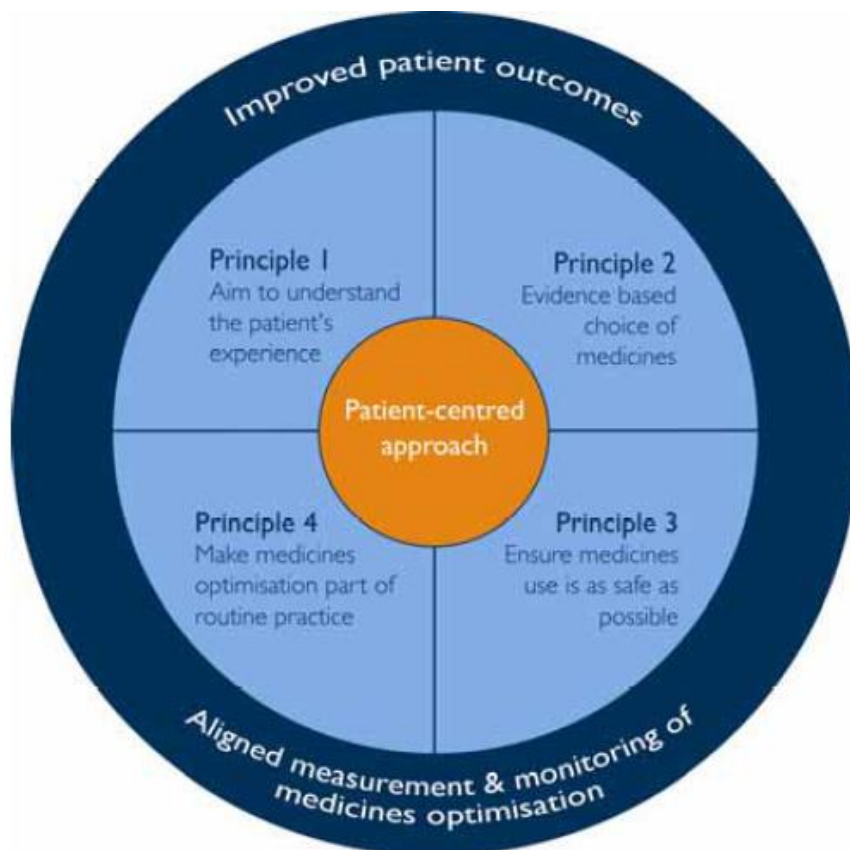 Improved patient outcomes
Principle 1
Aim to understand
the patient's
experience
Principle 2
Evidence based
choice of
medicines
Patient-centred
approach
Principle 4
Make medicines
optimisation part of
routine practice
Principle 3
Ensure medicines
use is as safe as
possible
Aligned measurement & monitoring of
medicines optimisation